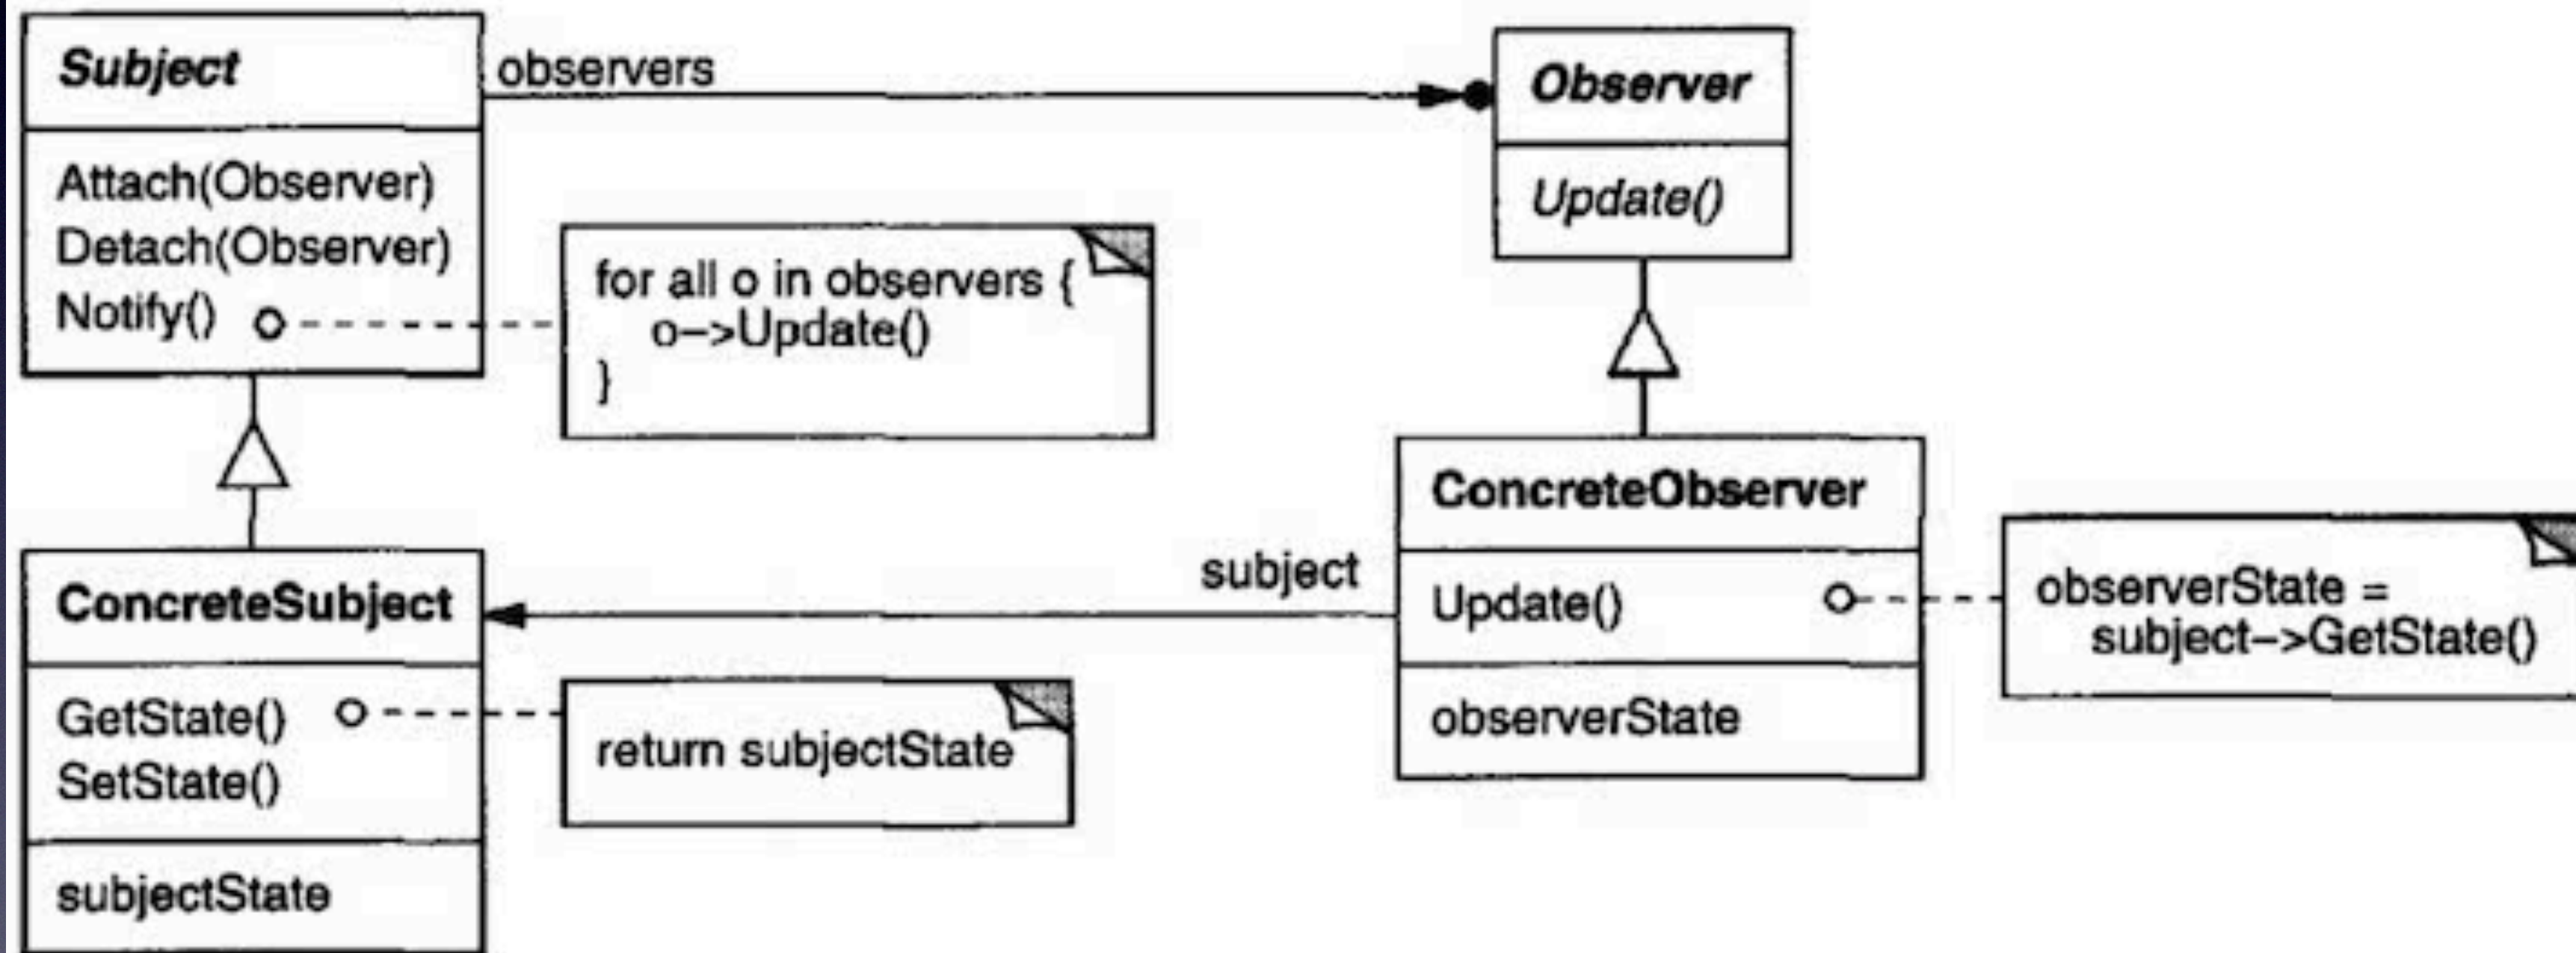 Subject
Attach(Observer)
Detach(Observer)
Notify()
observers
Observer
Update()
for all o in observers {
o–>Update()
}
ConcreteSubject
GetState()
SetState()
subjectState
return subjectState
subject
ConcreteObserver
Update()
observerState
observerState =
subject–>GetState()